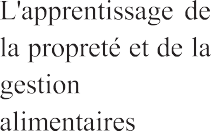 L'apprentissage de
la propreté et de la
gestion
alimentaires